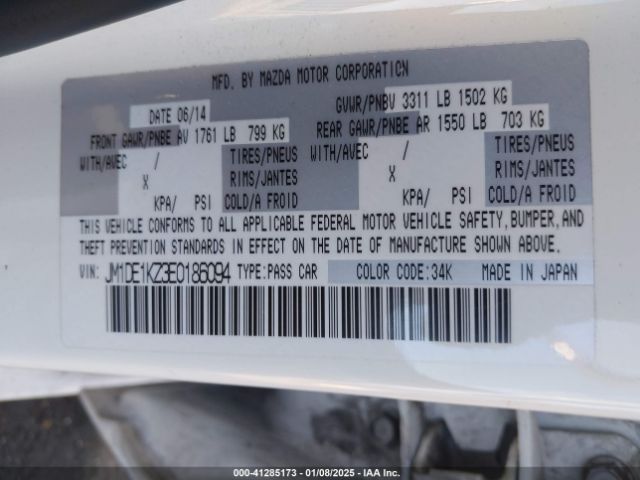 MFD. BY MAZDA MOTOR CORPORATION
DATE 06/14 GVWR/PNBV 3311 LB 1502 KG
FRONT GAWR/PNBE AV 1761 LB 799 KG REAR GAWR/PNBE AR 1550 LB 703 KG
WITH/AVEC / TIRES/PNEUS WITH/AVEC / TIRES/PNEUS
X RIMS/JANTES X RIMS/JANTES
KPA/ PSI COLD/A FROID KPA/ PSI COLD/A FROID
THIS VEHICLE CONFORMS TO ALL APPLICABLE FEDERAL MOTOR VEHICLE SAFETY, BUMPER, AND
THEFT PREVENTION STANDARDS IN EFFECT ON THE DATE OF MANUFACTURE SHOWN ABOVE.
VIN: JM1DE1KZ3E0186094 TYPE:PASS CAR COLOR CODE:34K MADE IN JAPAN
000-41285173 | 01/08/2025 | IAA Inc.